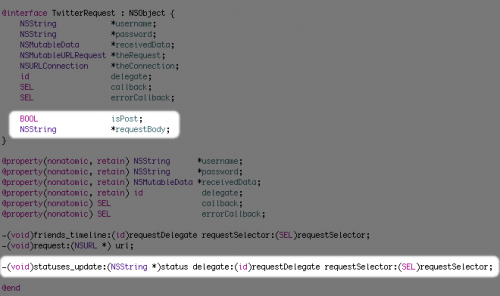 @interface TwitterRequest : NSObject {
NSString *username;
NSString *password;
NSMutableData *receivedData;
NSMutableURLRequest *theRequest;
NSURLConnection *theConnection;
id delegate;
SEL callback;
SEL errorCallback;
BOOL isPost;
NSString *requestBody;
}
@property(nonatomic, retain) NSString *username;
@property(nonatomic, retain) NSString *password;
@property(nonatomic, retain) NSMutableData *receivedData;
@property(nonatomic, retain) id delegate;
@property(nonatomic) SEL callback;
@property(nonatomic) SEL errorCallback;
-(void)friends_timeline:(id)requestDelegate requestSelector:(SEL)requestSelector;
-(void)request:(NSURL *) url;
-(void)statuses_update:(NSString *)status delegate:(id)requestDelegate requestSelector:(SEL)requestSelector;
@end